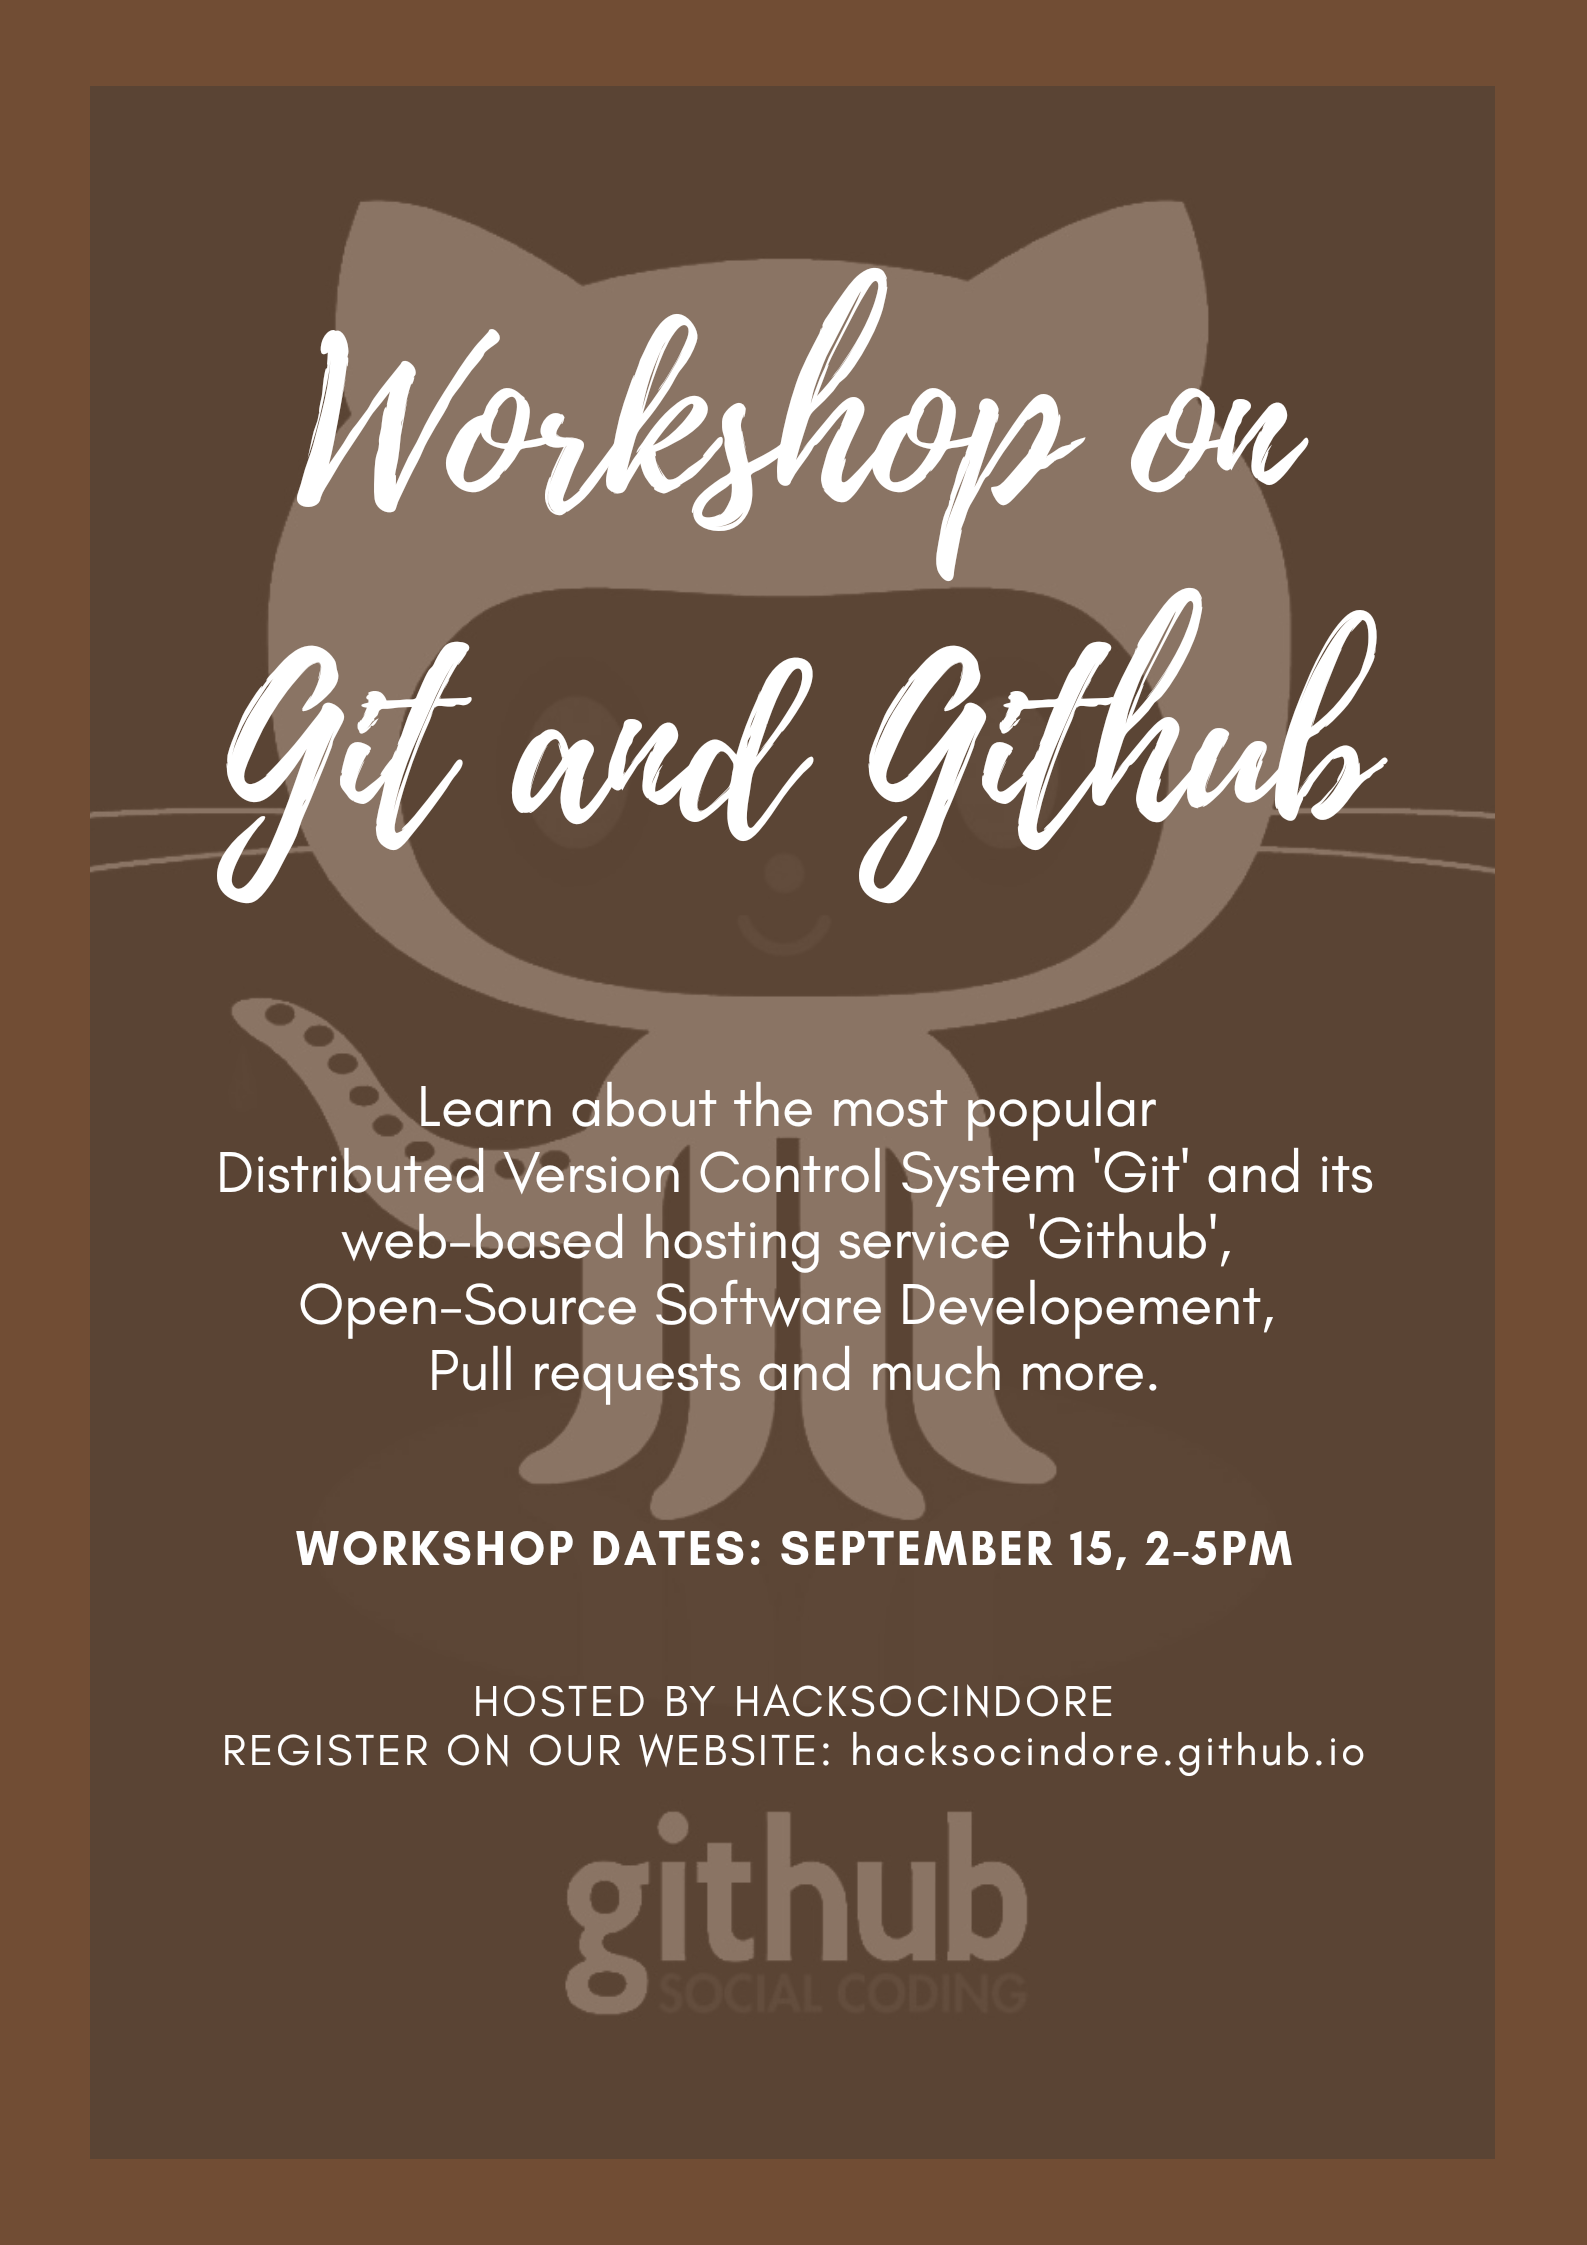 Workshop on
Git and Github
Learn about the most popular
Distributed Version Control System 'Git' and its
web-based hosting service 'Github',
Open-Source Software Developement,
Pull requests and much more.
WORKSHOP DATES: SEPTEMBER 15, 2-5PM
HOSTED BY HACKSOCINDORE
REGISTER ON OUR WEBSITE: hacksocindore.github.io
github
SOCIAL CODING